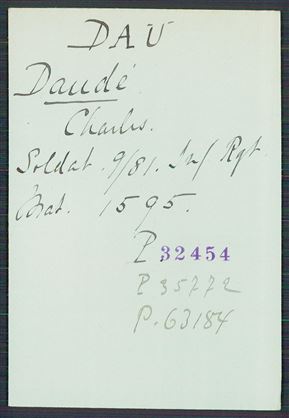 DAU
Daudé
Charles.
Soldat. 9/81. Inf Rgt.
Mat. 1595.
P 32454
P 35772
P. 63184